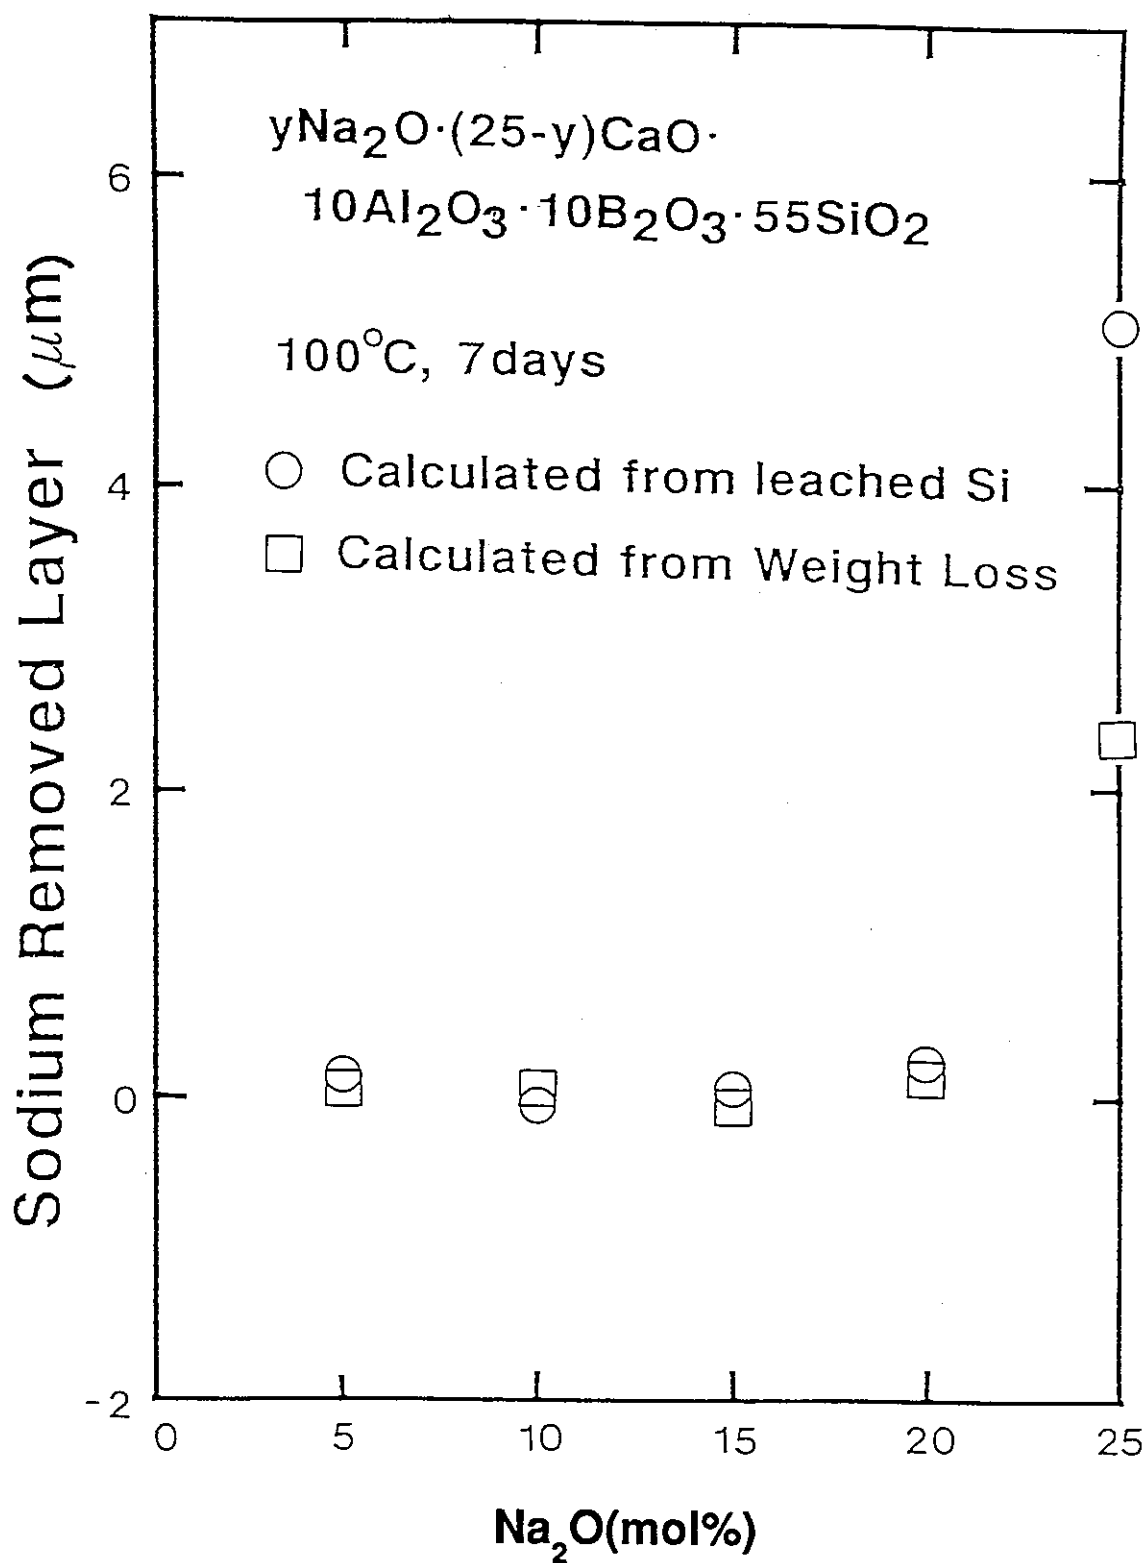 yNa₂O·(25-y)CaO·
10Al₂O₃·10B₂O₃·55SiO₂
100°C, 7days
Calculated from leached Si
Calculated from Weight Loss
Sodium Removed Layer (μm)
6
4
2
0
-2
0 5 10 15 20 25
Na₂O(mol%)